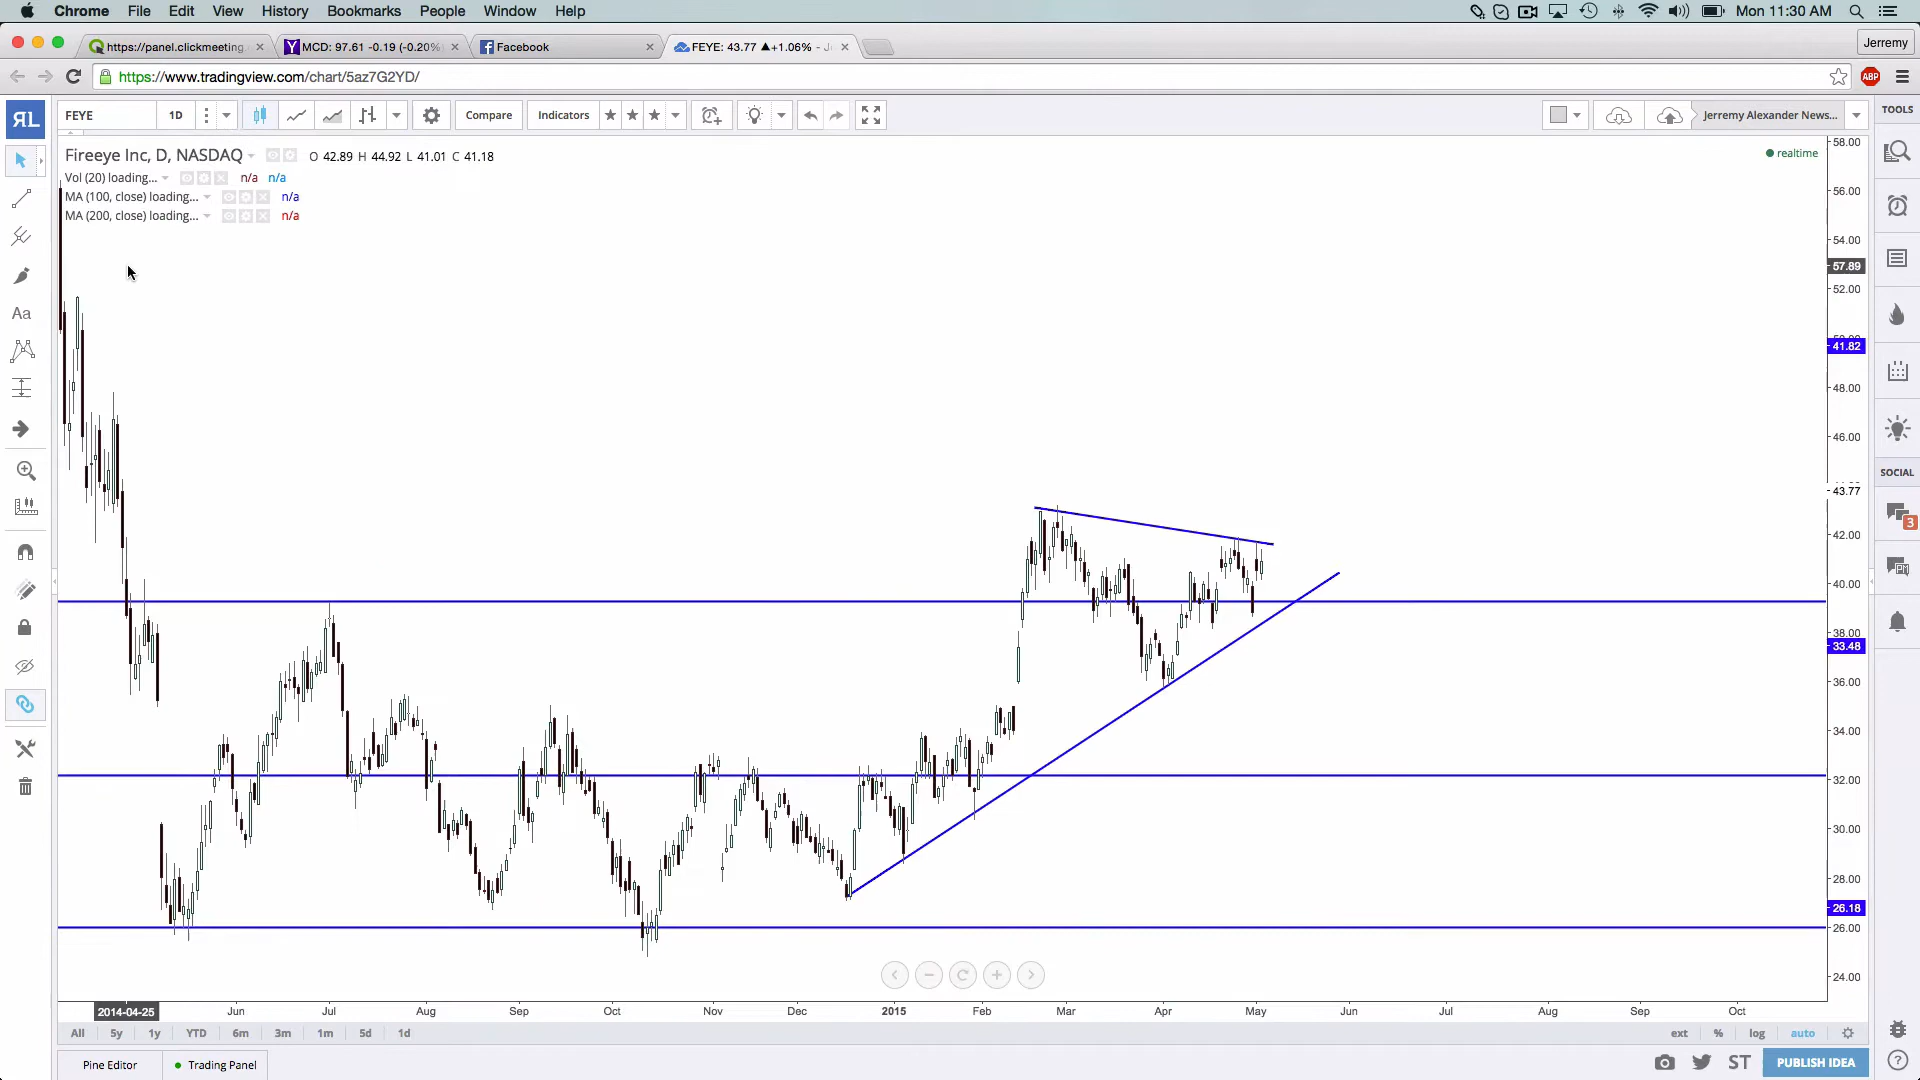 Chrome File Edit View History Bookmarks People Window Help Mon 11:30 AM
https://panel.clickmeeting. MCD: 97.61 -0.19 (-0.20% Facebook FEYE: 43.77 ▲+1.06% - Jerremy
https://www.tradingview.com/chart/5az7G2YD/ ABP
FEYE 1D Compare Indicators Jerremy Alexander News... TOOLS
Fireeye Inc, D, NASDAQ O 42.89 H 44.92 L 41.01 C 41.18 realtime
Vol (20) loading... n/a n/a
MA (100, close) loading... n/a
MA (200, close) loading... n/a
Aa
58.00
56.00
54.00
57.89
52.00
41.82
48.00
46.00
SOCIAL
43.77
3
42.00
40.00
38.00
33.48
36.00
34.00
32.00
30.00
28.00
26.18
26.00
24.00
2014-04-25 Jun Jul Aug Sep Oct Nov Dec 2015 Feb Mar Apr May Jun Jul Aug Sep Oct
All 5y 1y YTD 6m 3m 1m 5d 1d ext % log auto
Pine Editor Trading Panel ST PUBLISH IDEA